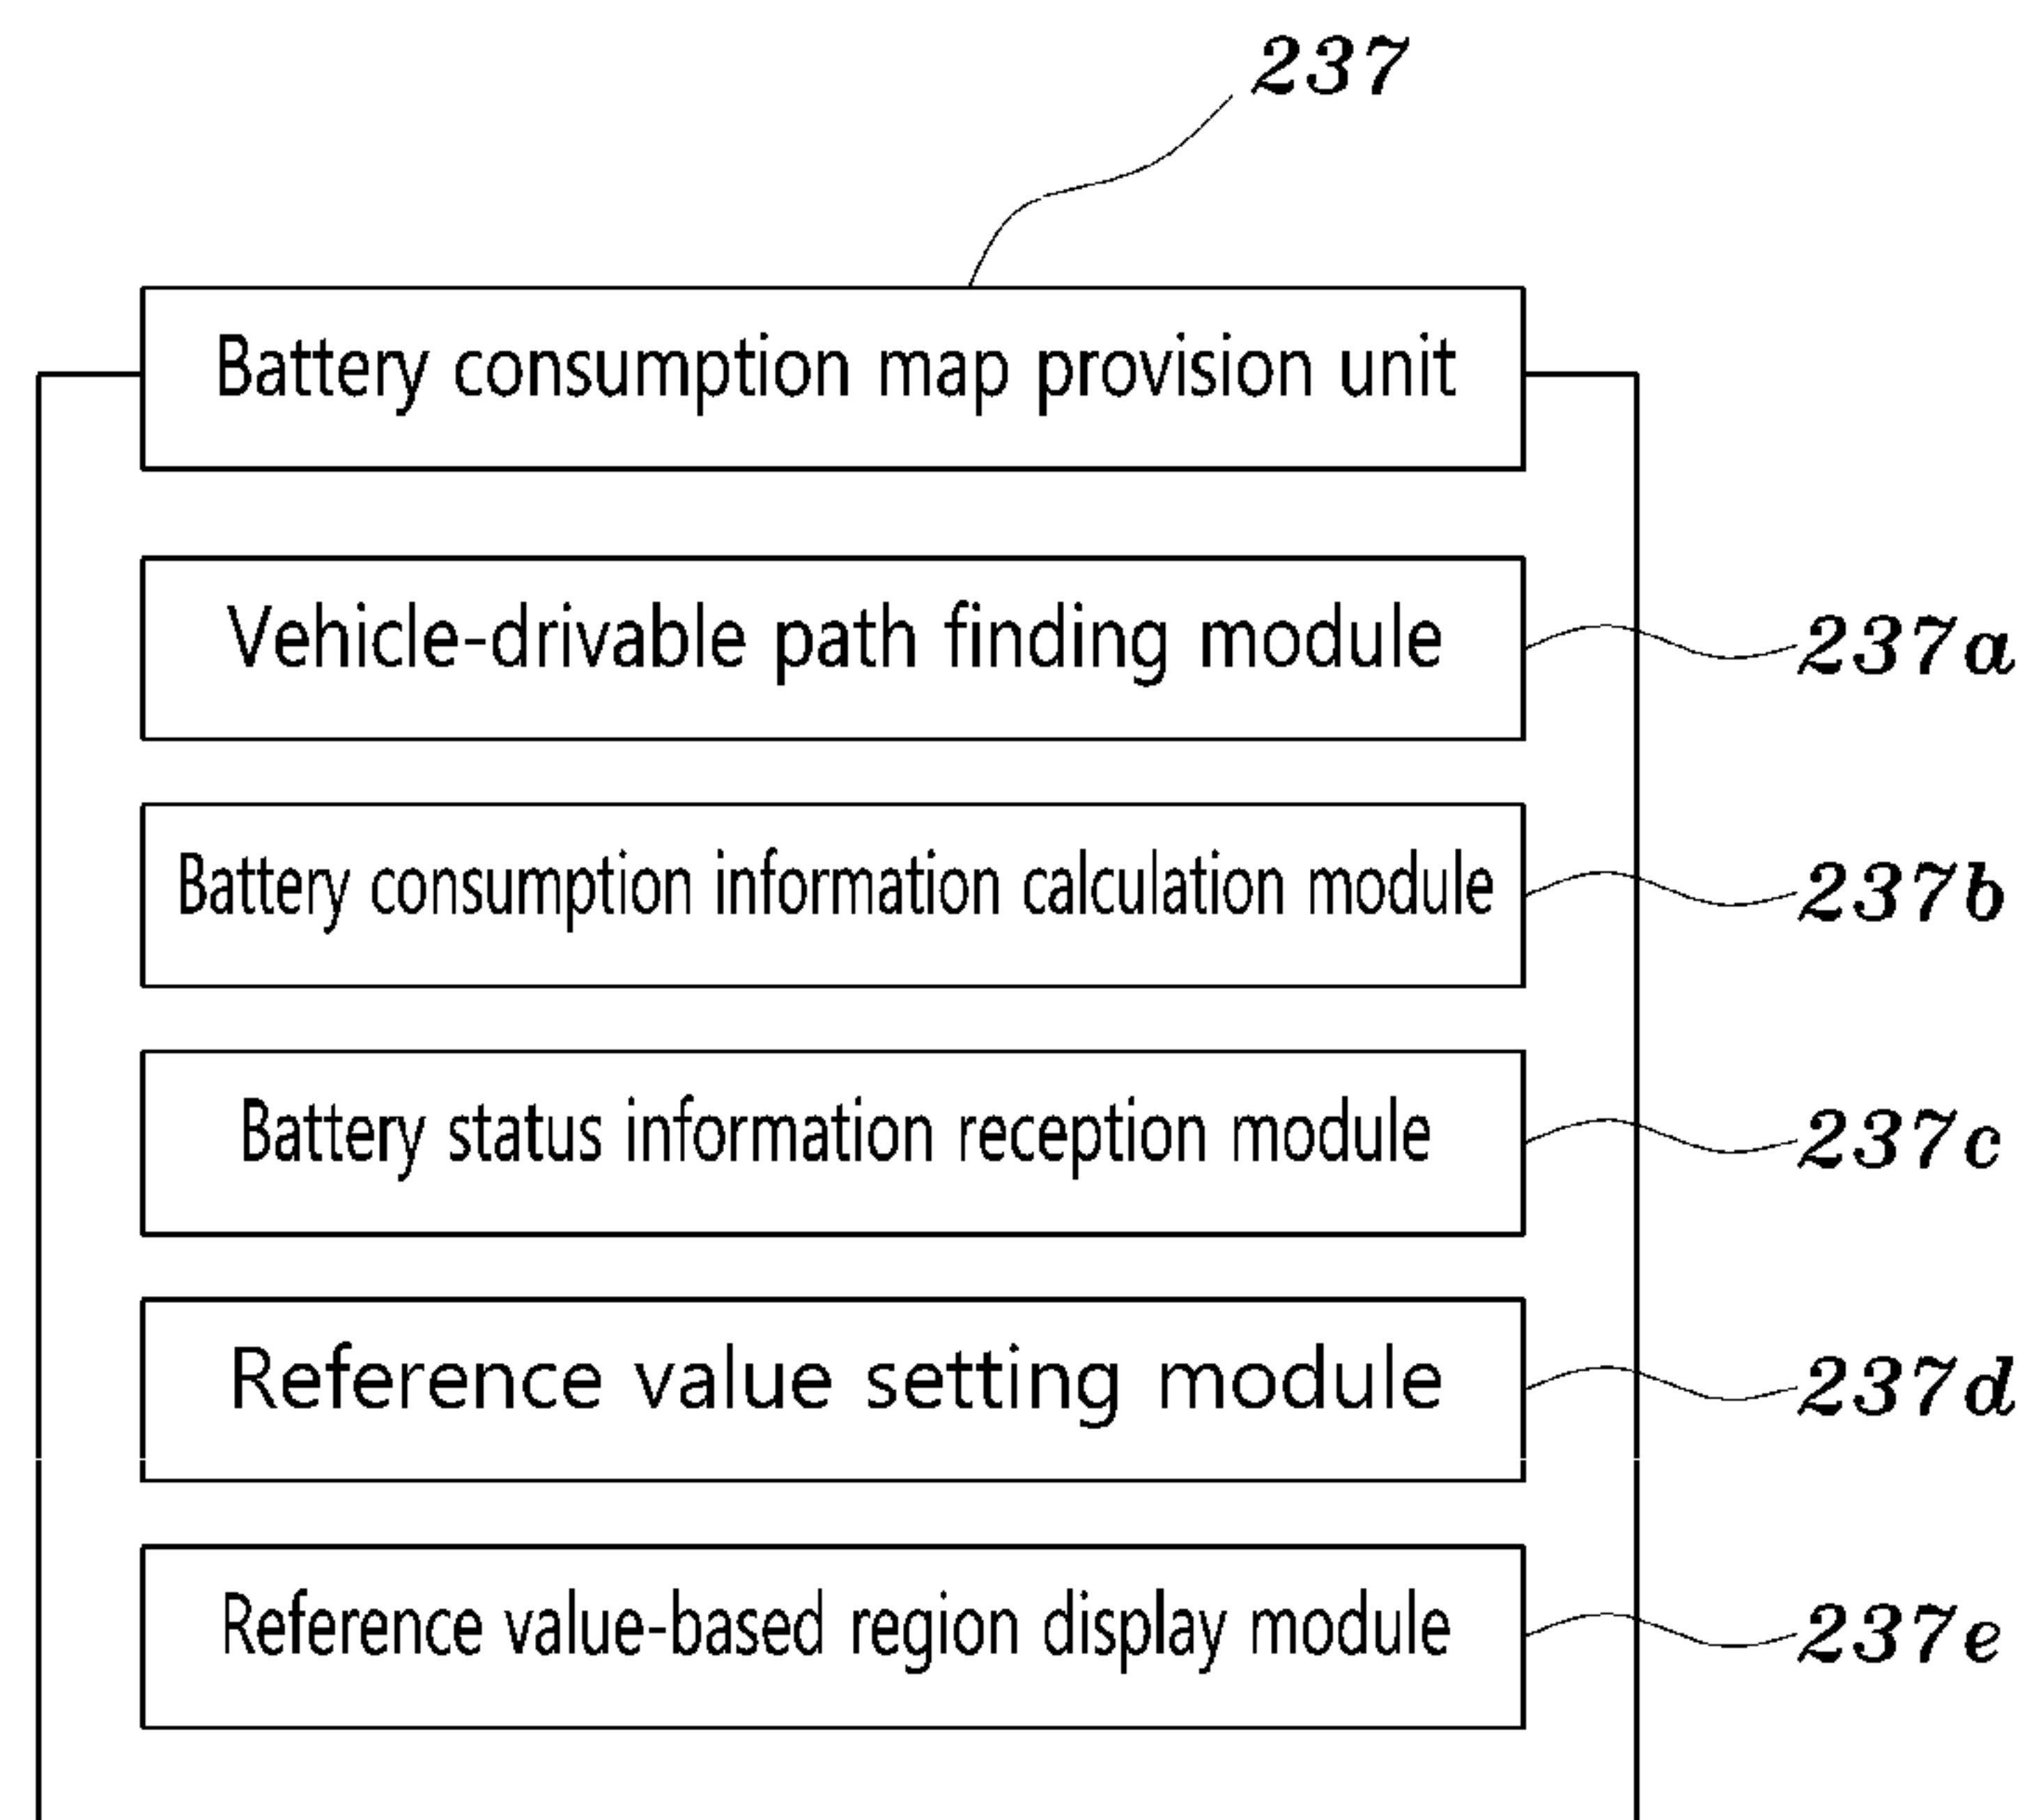 237
Battery consumption map provision unit
Vehicle-drivable path finding module 237a
Battery consumption information calculation module 237b
Battery status information reception module 237c
Reference value setting module 237d
Reference value-based region display module 237e